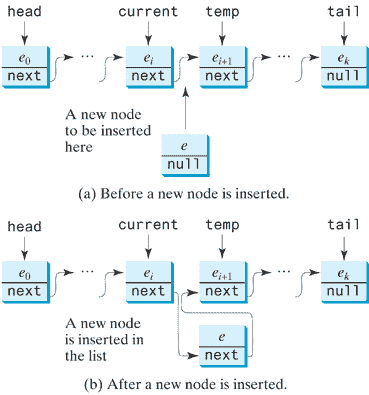 head current temp tail
e0 ... ei ei+1 ... ek
next next next null
A new node
to be inserted
here
e
null
(a) Before a new node is inserted.
head current temp tail
e0 ... ei ei+1 ... ek
next next next null
A new node
is inserted in
the list
e
next
(b) After a new node is inserted.